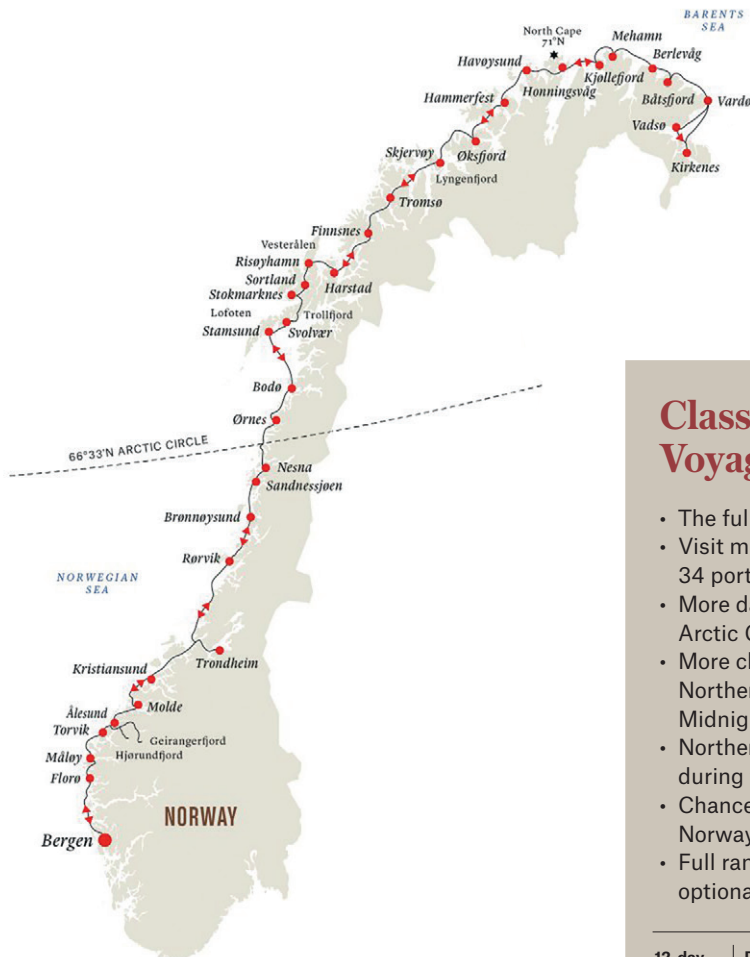 BARENTS
SEA
North Cape
71°N
Mehamn
Havøysund
Berlevåg
Kjøllefjord
Honningsvåg
Båtsfjord
Vardø
Hammerfest
Vadsø
Øksfjord
Skjervøy
Kirkenes
Lyngenfjord
Tromsø
Finnsnes
Vesterålen
Risøyhamn
Sortland
Harstad
Stokmarknes
Lofoten
Trollfjord
Stamsund
Svolvær
Bodø
Ørnes
66°33'N ARCTIC CIRCLE
Nesna
Sandnessjøen
Brønnøysund
Rørvik
NORWEGIAN
SEA
Trondheim
Kristiansund
Molde
Ålesund
Torvik
Geirangerfjord
Hjørundfjord
Måløy
Florø
NORWAY
Bergen
Class
Voyag
• The ful
• Visit m
34 port
• More da
Arctic C
• More ch
Norther
Midnig
• Norther
during
• Chance
Norway
• Full ran
optiona